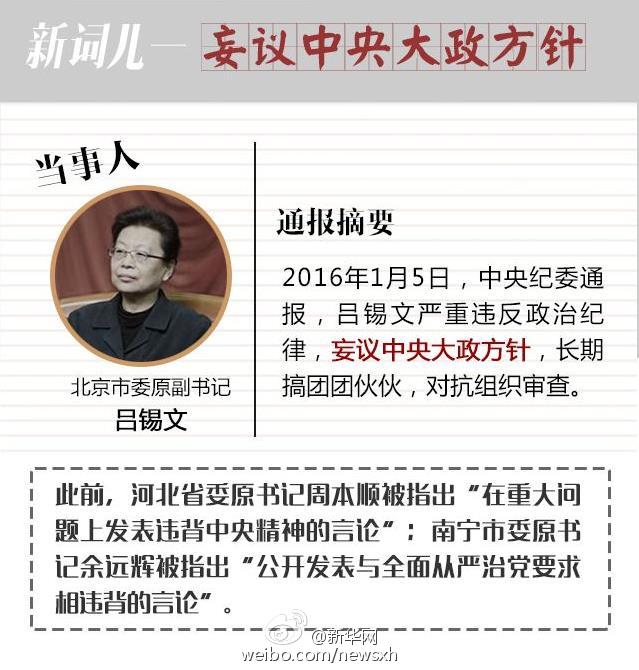 新词儿—妄议中央大政方针
当事人
北京市委原副书记
吕锡文
通报摘要
2016年1月5日，中央纪委通
报，吕锡文严重违反政治纪
律，妄议中央大政方针，长期
搞团团伙伙，对抗组织审查。
此前，河北省委原书记周本顺被指出“在重大问
题上发表违背中央精神的言论”；南宁市委原书
记余远辉被指出“公开发表与全面从严治党要求
相违背的言论”。
@新华网
weibo.com/newsxh